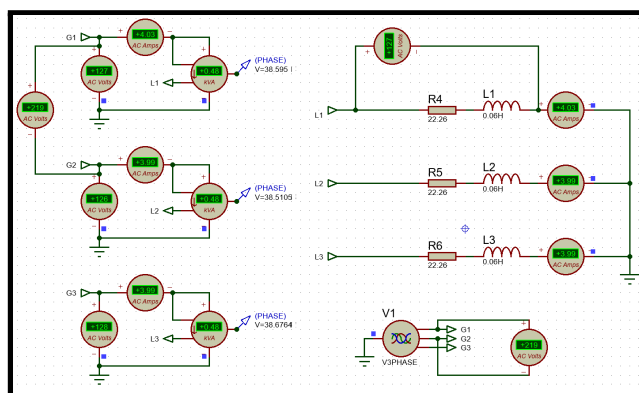 G1
+4.03
AC Amps
+127
AC Volts
+0.48
kVA
L1
(PHASE)
V=38.595
+219
AC Volts
G2
+3.99
AC Amps
+126
AC Volts
+0.48
kVA
L2
(PHASE)
V=38.5105
G3
+3.99
AC Amps
+128
AC Volts
+0.48
kVA
L3
(PHASE)
V=38.6764
+127
AC Volts
L1
R4
22.26
L1
0.06H
+4.03
AC Amps
L2
R5
22.26
L2
0.06H
+3.99
AC Amps
L3
R6
22.26
L3
0.06H
+3.99
AC Amps
V1
V3PHASE
G1
G2
G3
+219
AC Volts